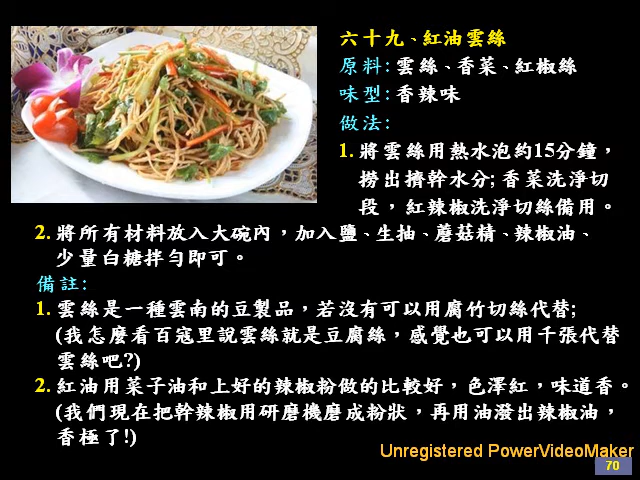 六十九、紅油雲絲
原料: 雲絲、香菜、紅椒絲
味型: 香辣味
做法:
1. 將雲絲用熱水泡約15分鐘，
撈出擠幹水分; 香菜洗淨切
段，紅辣椒洗淨切絲備用。
2. 將所有材料放入大碗內，加入鹽、生抽、蘑菇精、辣椒油、
少量白糖拌勻即可。
備註:
1. 雲絲是一種雲南的豆製品，若沒有可以用腐竹切絲代替;
(我怎麼看百寇里說雲絲就是豆腐絲，感覺也可以用千張代替
雲絲吧?)
2. 紅油用菜子油和上好的辣椒粉做的比較好，色澤紅，味道香。
(我們現在把幹辣椒用研磨機磨成粉狀，再用油潑出辣椒油，
香極了!)
Unregistered PowerVideoMaker
70